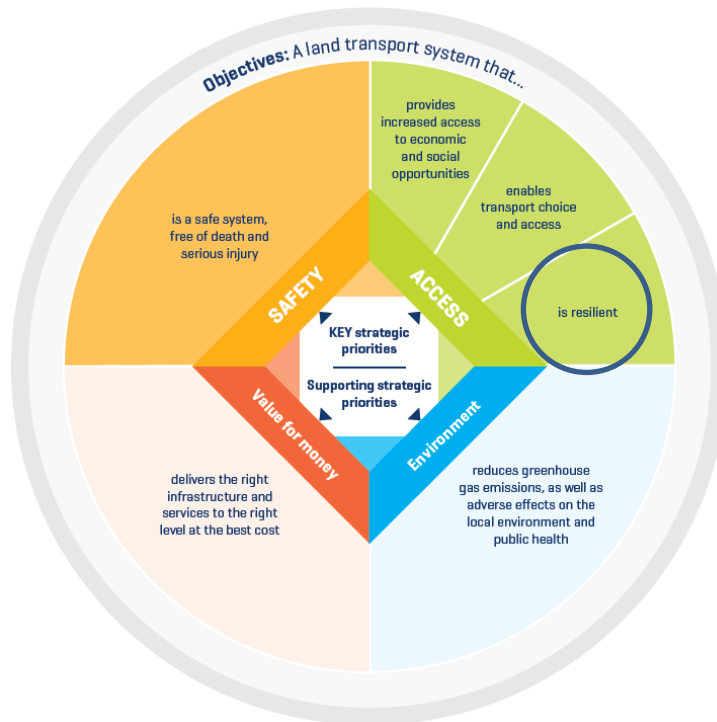 Objectives: A land transport system that...
provides
increased access
to economic
and social
opportunities
enables
transport choice
and access
is resilient
is a safe system,
free of death and
serious injury
SAFETY
ACCESS
KEY strategic
priorities
Supporting strategic
priorities
Value for money
Environment
delivers the right
infrastructure and
services to the right
level at the best cost
reduces greenhouse
gas emissions, as well as
adverse effects on the
local environment and
public health